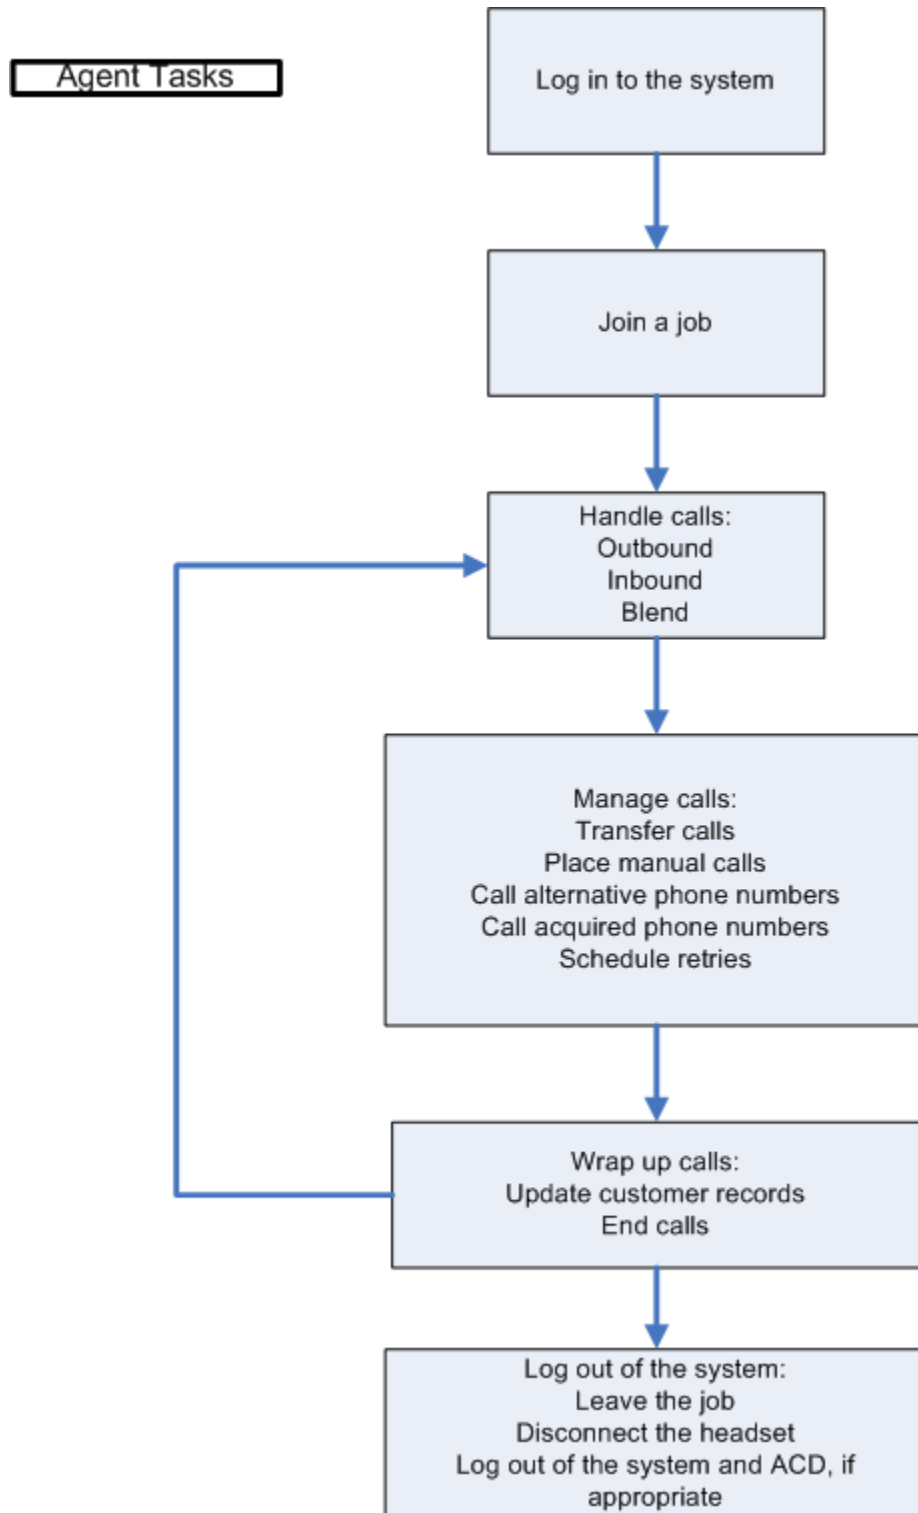 Agent Tasks
Log in to the system
Join a job
Handle calls:
Outbound
Inbound
Blend
Manage calls:
Transfer calls
Place manual calls
Call alternative phone numbers
Call acquired phone numbers
Schedule retries
Wrap up calls:
Update customer records
End calls
Log out of the system:
Leave the job
Disconnect the headset
Log out of the system and ACD, if
appropriate